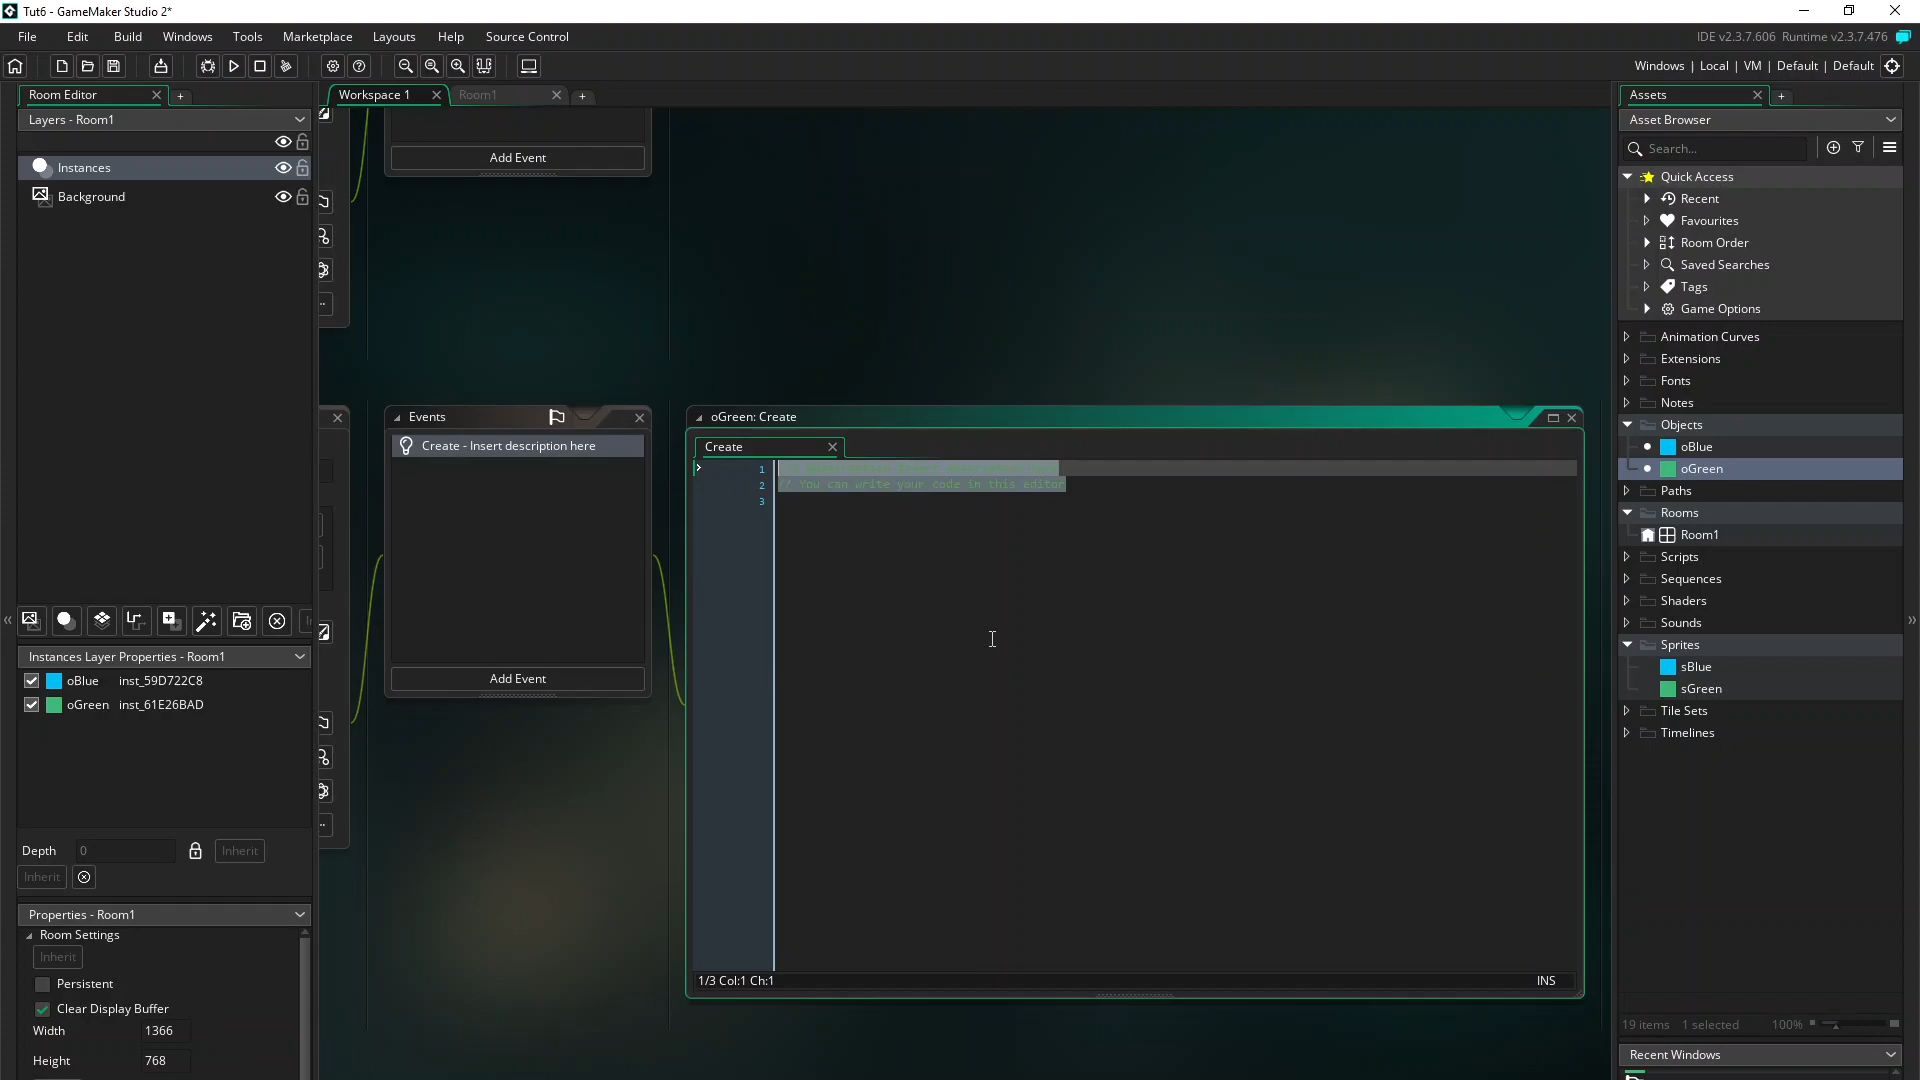 Tut6 - GameMaker Studio 2*
File Edit Build Windows Tools Marketplace Layouts Help Source Control
IDE v2.3.7.606 Runtime v2.3.7.476
Windows | Local | VM | Default | Default
Room Editor
Layers - Room1
Instances
Background
Instances Layer Properties - Room1
oBlue inst_59D722C8
oGreen inst_61E26BAD
Depth 0 Inherit
Inherit
Properties - Room1
Room Settings
Inherit
Persistent
Clear Display Buffer
Width 1366
Height 768
Workspace 1
Room1
Add Event
Events
Create - Insert description here
Add Event
oGreen: Create
Create
1
2 // You can write your code in this editor
3
1/3 Col:1 Ch:1
INS
Assets
Asset Browser
Search...
Quick Access
Recent
Favourites
Room Order
Saved Searches
Tags
Game Options
Animation Curves
Extensions
Fonts
Notes
Objects
oBlue
oGreen
Paths
Rooms
Room1
Scripts
Sequences
Shaders
Sounds
Sprites
sBlue
sGreen
Tile Sets
Timelines
19 items 1 selected 100%
Recent Windows